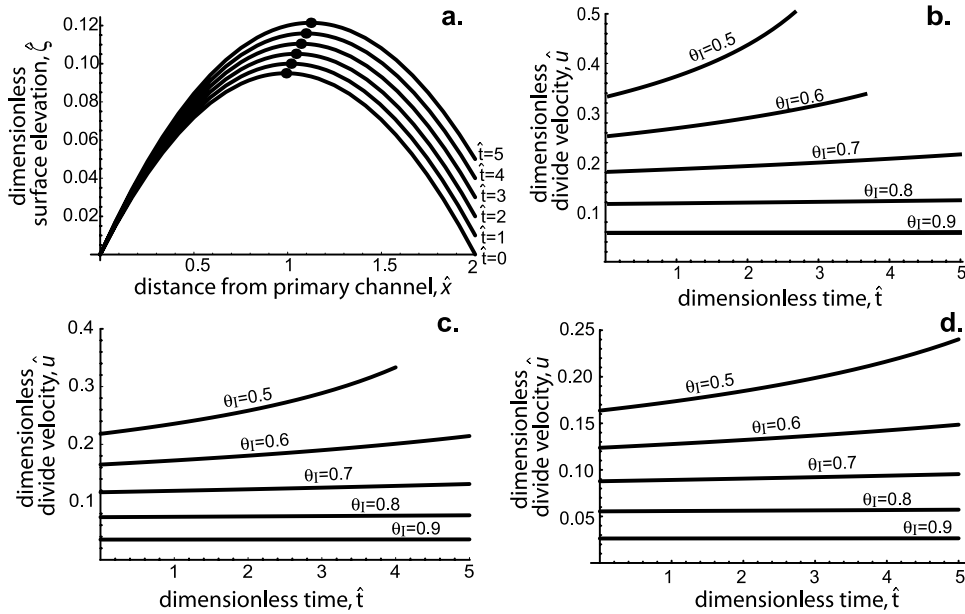 a.
dimensionless
surface elevation, ζ̂
0.12
0.10
0.08
0.06
0.04
0.02
t̂=5
t̂=4
t̂=3
t̂=2
t̂=1
t̂=0
0.5
1
1.5
2
distance from primary channel, x̂
b.
dimensionless
divide velocity, û
0.5
0.4
0.3
0.2
0.1
θI=0.5
θI=0.6
θI=0.7
θI=0.8
θI=0.9
1
2
3
4
5
dimensionless time, t̂
c.
dimensionless
divide velocity, û
0.4
0.3
0.2
0.1
θI=0.5
θI=0.6
θI=0.7
θI=0.8
θI=0.9
1
2
3
4
5
dimensionless time, t̂
d.
dimensionless
divide velocity, û
0.25
0.20
0.15
0.10
0.05
θI=0.5
θI=0.6
θI=0.7
θI=0.8
θI=0.9
1
2
3
4
5
dimensionless time, t̂